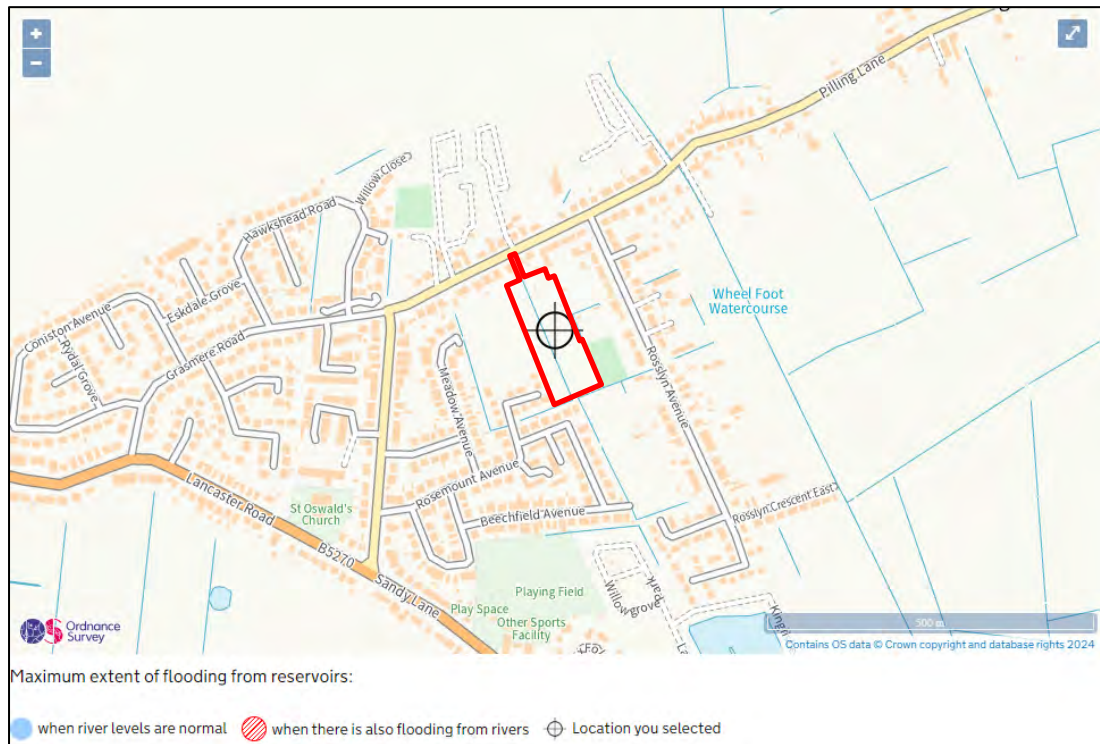 +
−
Pilling Lane
Willow Close
Hawkshead Road
Eskdale Grove
Coniston Avenue
Rydal Grove
Grasmere Road
Wheel Foot
Watercourse
Meadow Avenue
Rosslyn Avenue
Rosemount Avenue
Lancaster Road
St Oswald's
Church
Beechfield Avenue
Rosslyn Crescent East
B5270
Sandy Lane
Playing Field
Play Space
Other Sports
Facility
Willowgrove
Park
Ordnance
Survey
500 m
Contains OS data © Crown copyright and database rights 2024
Maximum extent of flooding from reservoirs:
when river levels are normal
when there is also flooding from rivers
Location you selected